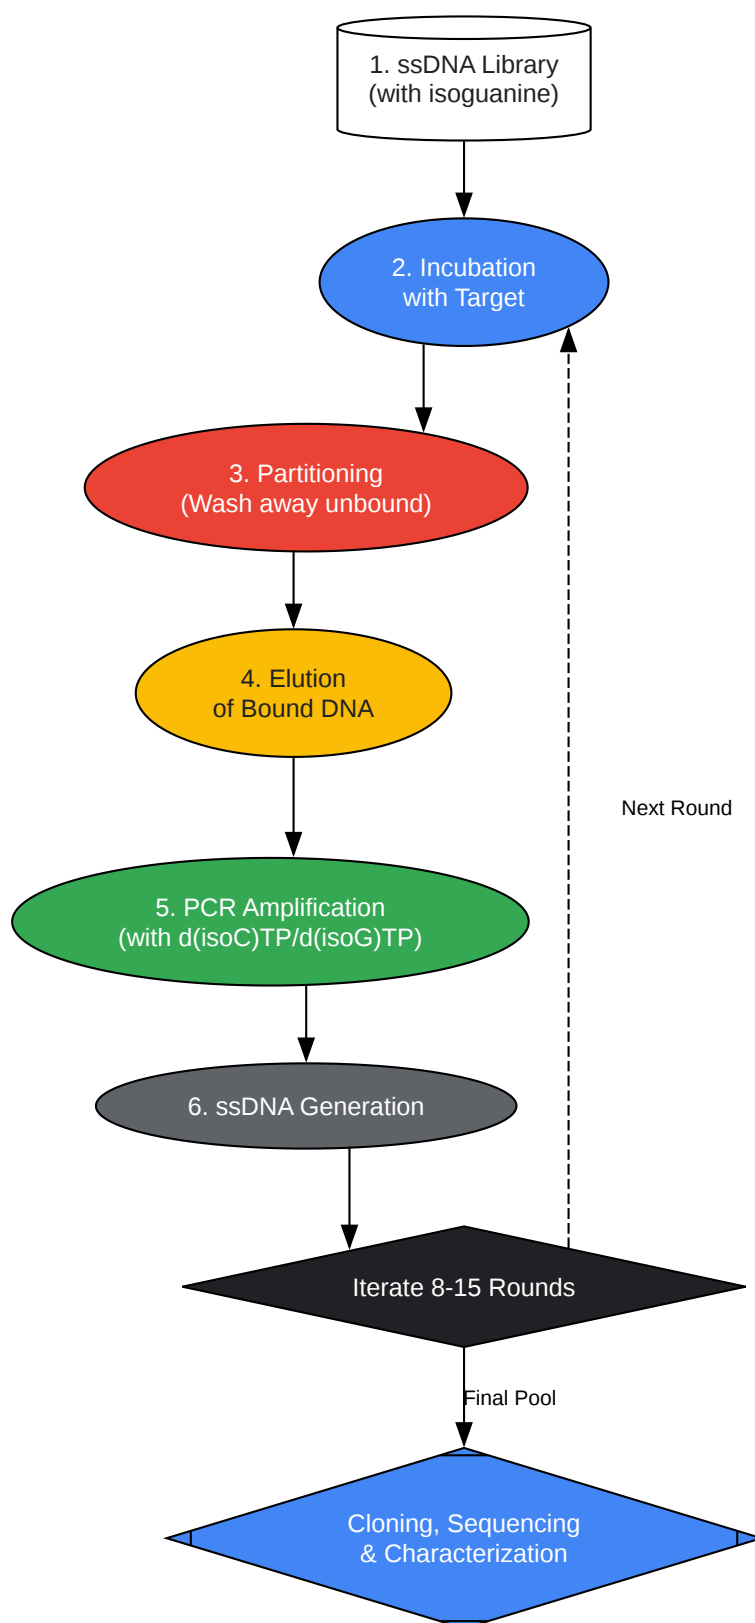 1. ssDNA Library
(with isoguanine)
2. Incubation
with Target
3. Partitioning
(Wash away unbound)
4. Elution
of Bound DNA
Next Round
5. PCR Amplification
(with d(isoC)TP/d(isoG)TP)
6. ssDNA Generation
Iterate 8-15 Rounds
Final Pool
Cloning, Sequencing
& Characterization